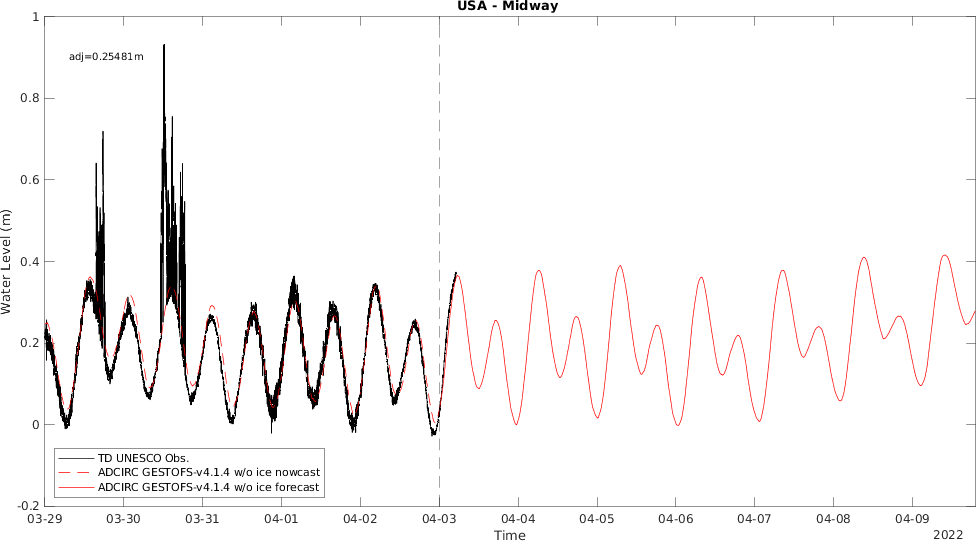 USA - Midway
adj=0.25481m
Water Level (m)
1
0.8
0.6
0.4
0.2
0
-0.2
TD UNESCO Obs.
ADCIRC GESTOFS-v4.1.4 w/o ice nowcast
ADCIRC GESTOFS-v4.1.4 w/o ice forecast
03-29 03-30 03-31 04-01 04-02 04-03 04-04 04-05 04-06 04-07 04-08 04-09
Time
2022